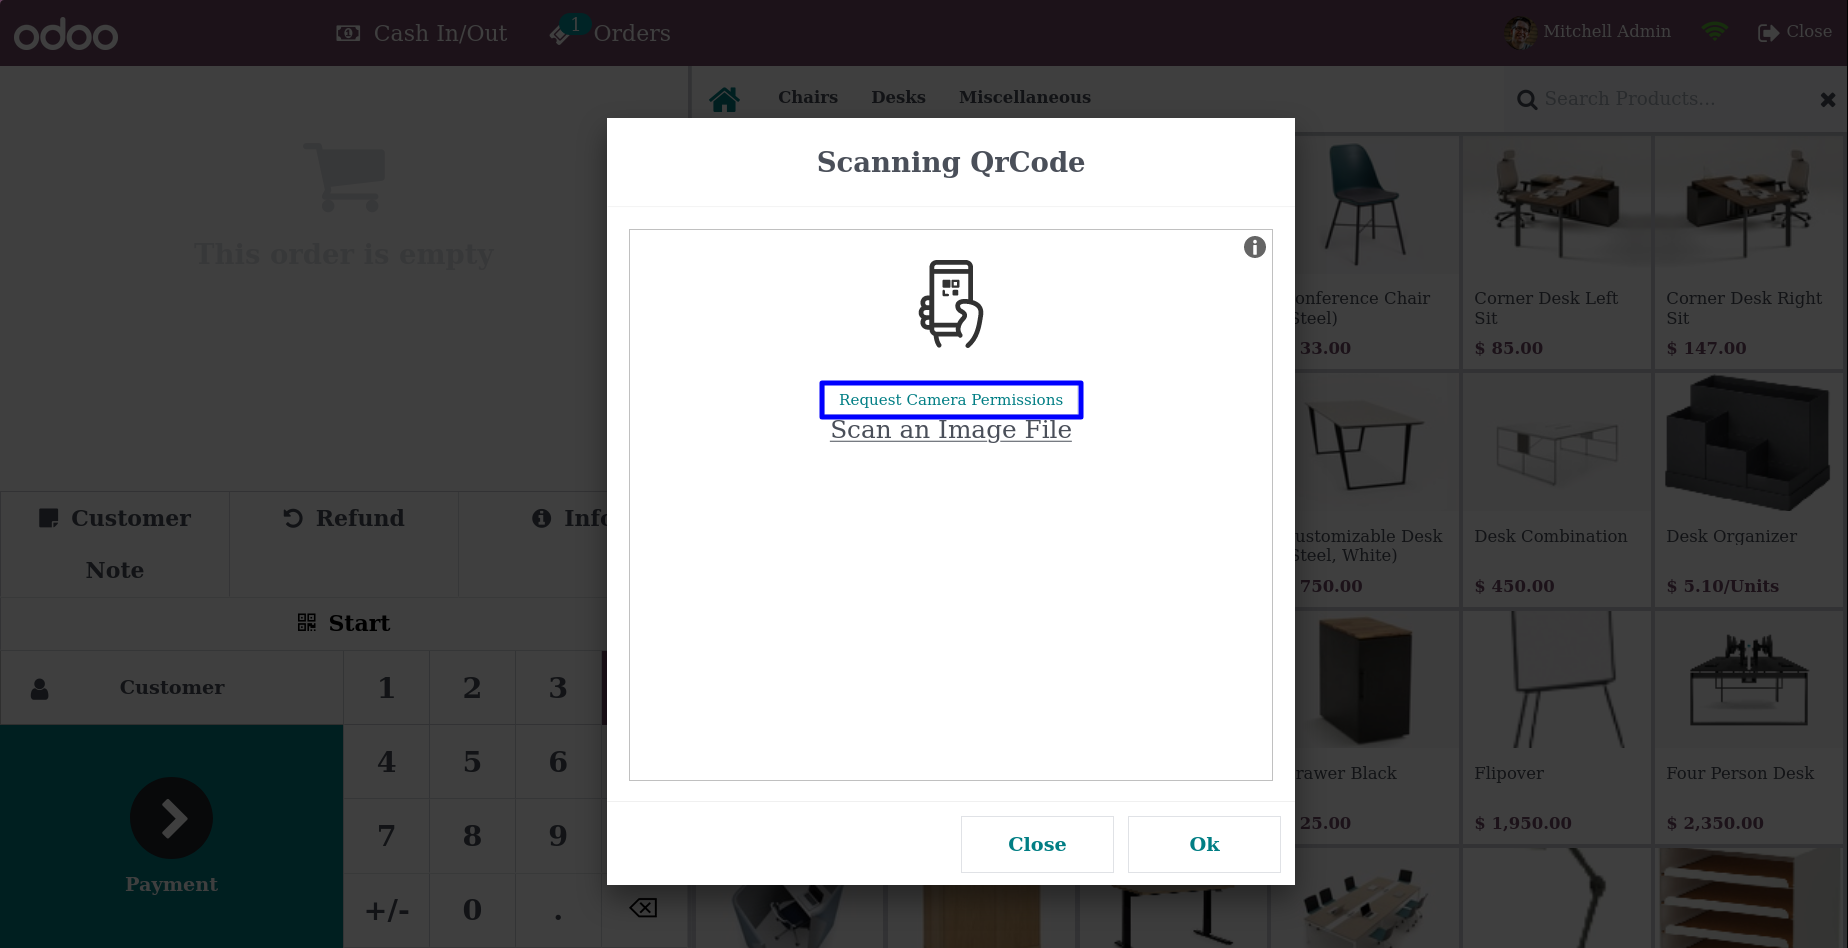 odoo
Cash In/Out
1
Orders
Mitchell Admin
Close
Chairs
Desks
Miscellaneous
Search Products...
This order is empty
Scanning QrCode
Request Camera Permissions
Scan an Image File
Close
Ok
Customer
Note
Refund
Info
Start
Customer
1
2
3
4
5
6
7
8
9
+/-
0
.
Payment
onference Chair
Steel)
33.00
Corner Desk Left
Sit
$ 85.00
Corner Desk Right
Sit
$ 147.00
ustomizable Desk
Steel, White)
750.00
Desk Combination
$ 450.00
Desk Organizer
$ 5.10/Units
rawer Black
25.00
Flipover
$ 1,950.00
Four Person Desk
$ 2,350.00